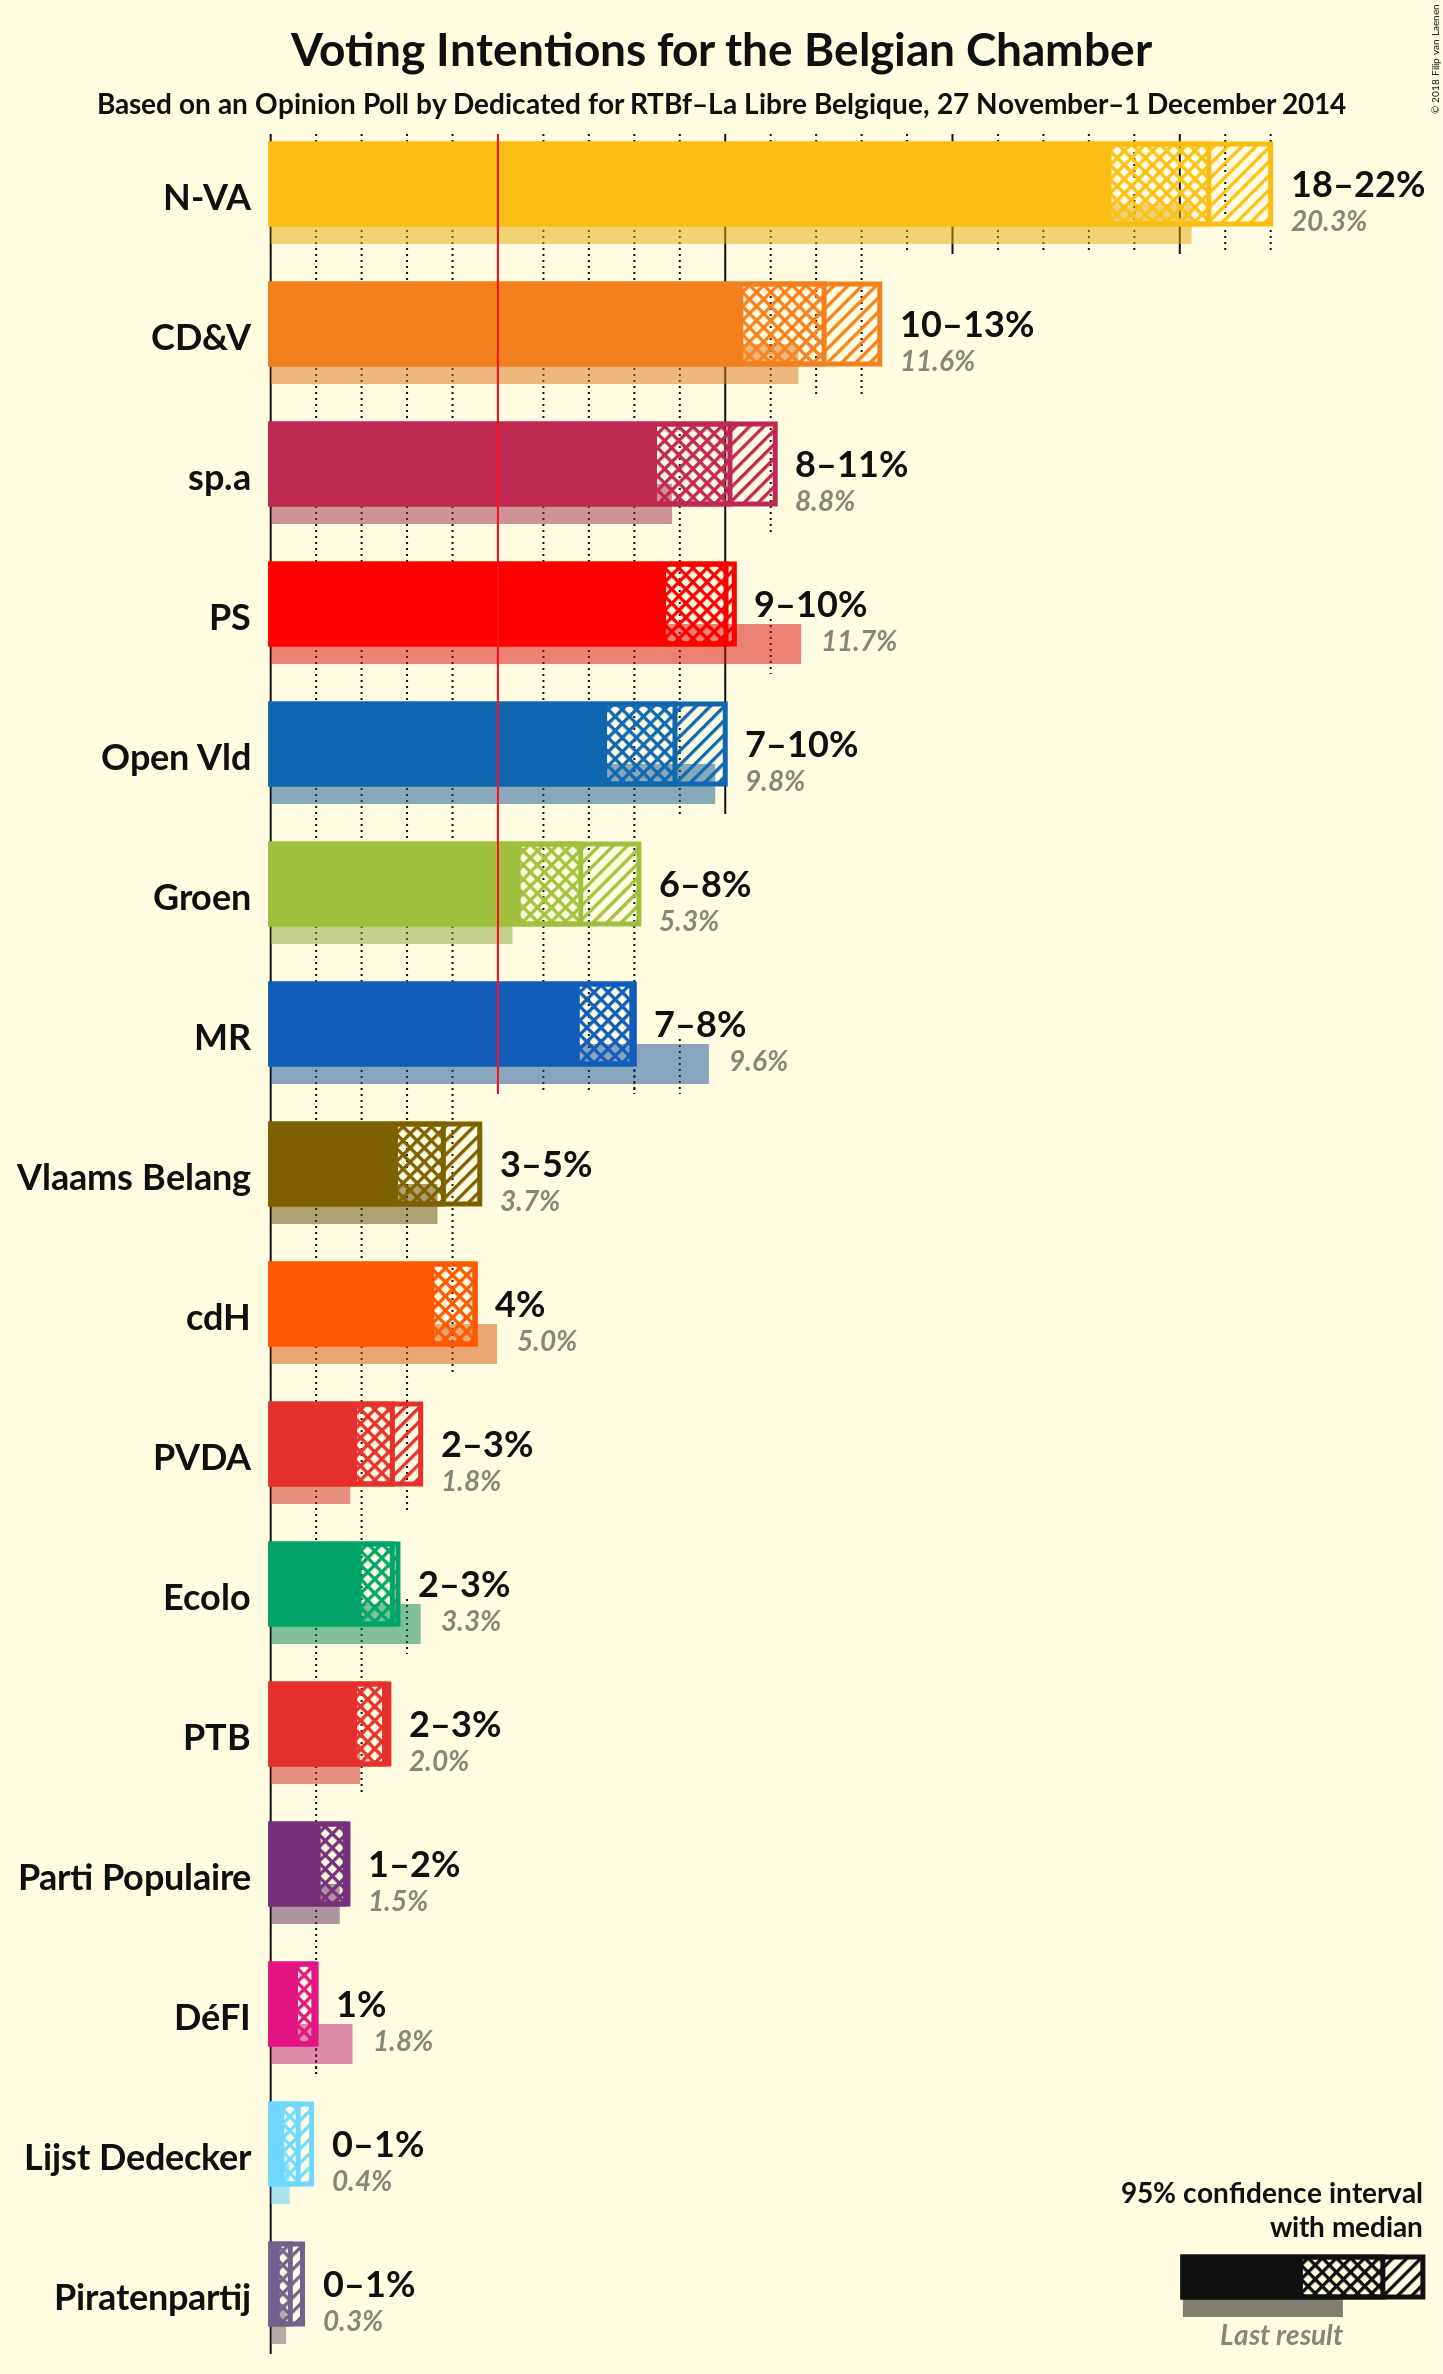 Voting Intentions for the Belgian Chamber
Based on an Opinion Poll by Dedicated for RTBf–La Libre Belgique, 27 November–1 December 2014
© 2018 Filip van Laenen
N-VA
18–22%
20.3%
CD&V
10–13%
11.6%
sp.a
8–11%
8.8%
PS
9–10%
11.7%
Open Vld
7–10%
9.8%
Groen
6–8%
5.3%
MR
7–8%
9.6%
Vlaams Belang
3–5%
3.7%
cdH
4%
5.0%
PVDA
2–3%
1.8%
Ecolo
2–3%
3.3%
PTB
2–3%
2.0%
Parti Populaire
1–2%
1.5%
DéFI
1%
1.8%
Lijst Dedecker
0–1%
0.4%
Piratenpartij
0–1%
0.3%
95% confidence interval
with median
Last result